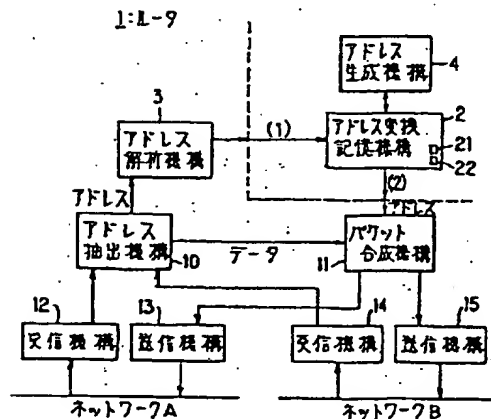 1:ルータ
アドレス
生成機構
4
3
アドレス
解析機構
(1)
2
アドレス変換
記憶機構
21
22
(2)
アドレス
アドレス
アドレス
抽出機構
10
データ
パケット
合成機構
11
12
受信機構
13
送信機構
14
受信機構
15
送信機構
ネットワークA
ネットワークB